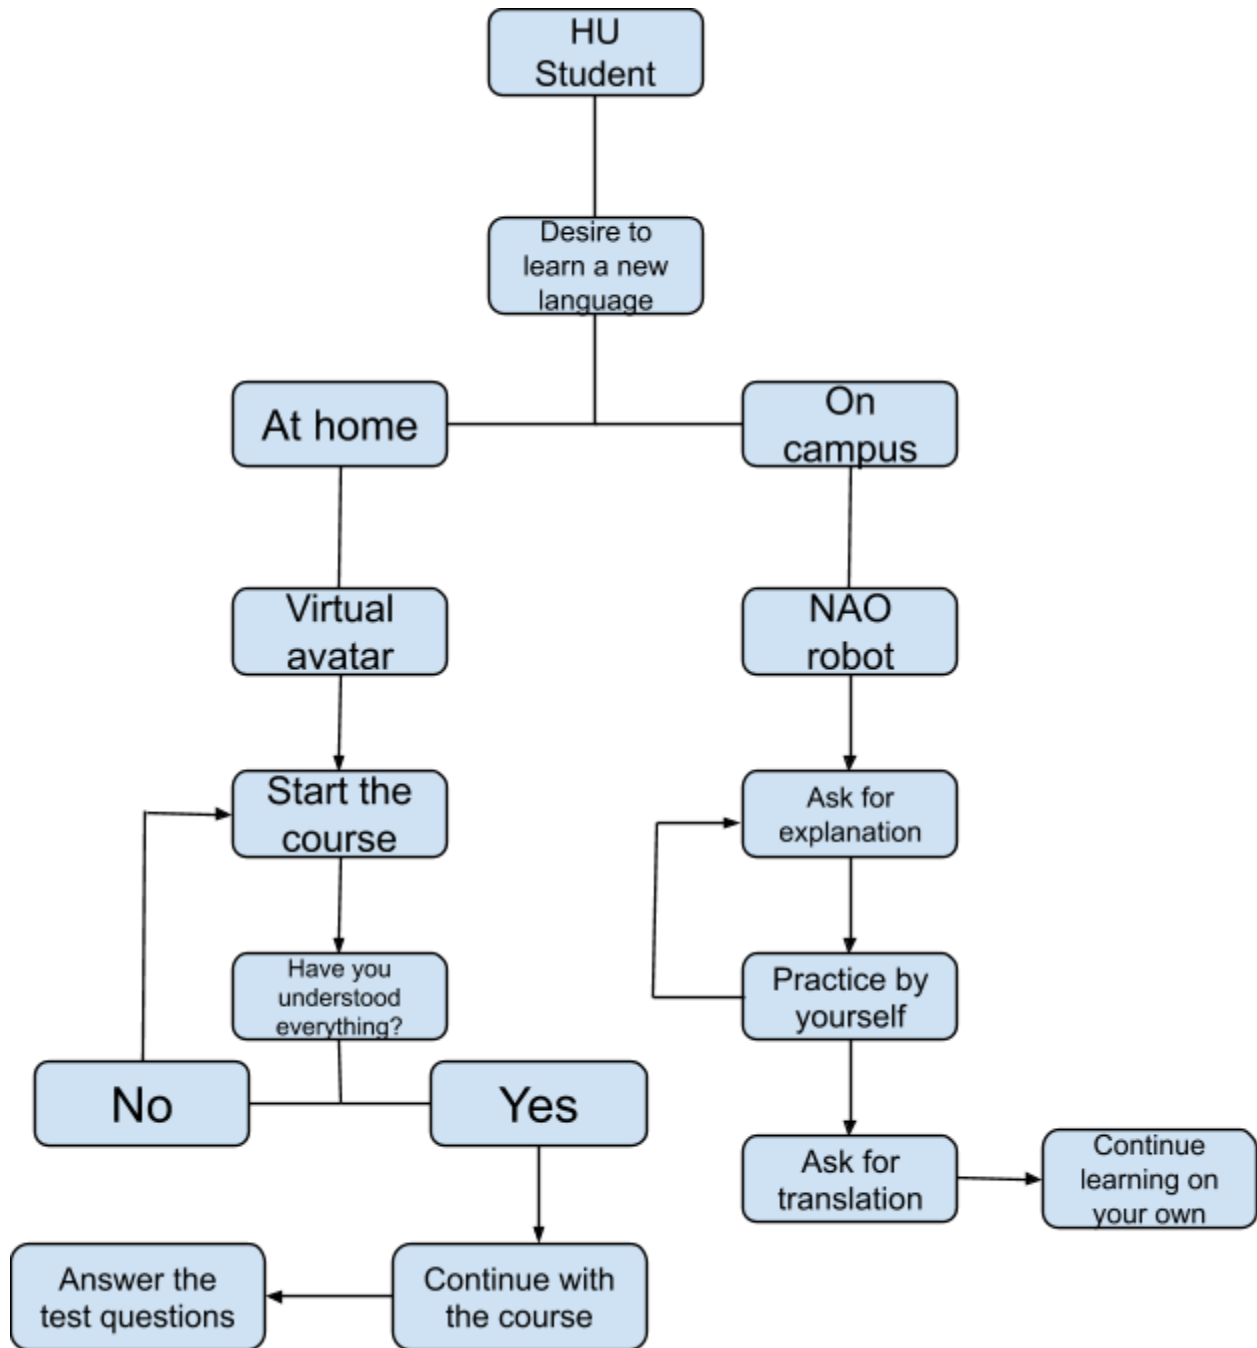 HU
Student
Desire to
learn a new
language
At home
On
campus
Virtual
avatar
NAO
robot
Start the
course
Ask for
explanation
Have you
understood
everything?
Practice by
yourself
No
Yes
Ask for
translation
Continue
learning on
your own
Answer the
test questions
Continue with
the course